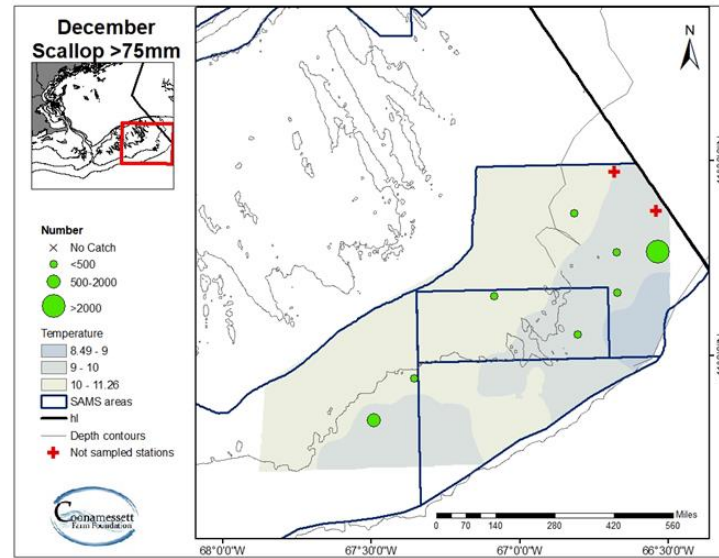 December
Scallop >75mm
Number
No Catch
<500
500-2000
>2000
Temperature
8.49 - 9
9 - 10
10 - 11.26
SAMS areas
hl
Depth contours
Not sampled stations
Coonamessett
Farm Foundation
N
Miles
0 70 140 280 420 560
68°0'0"W 67°30'0"W 67°0'0"W 66°30'0"W